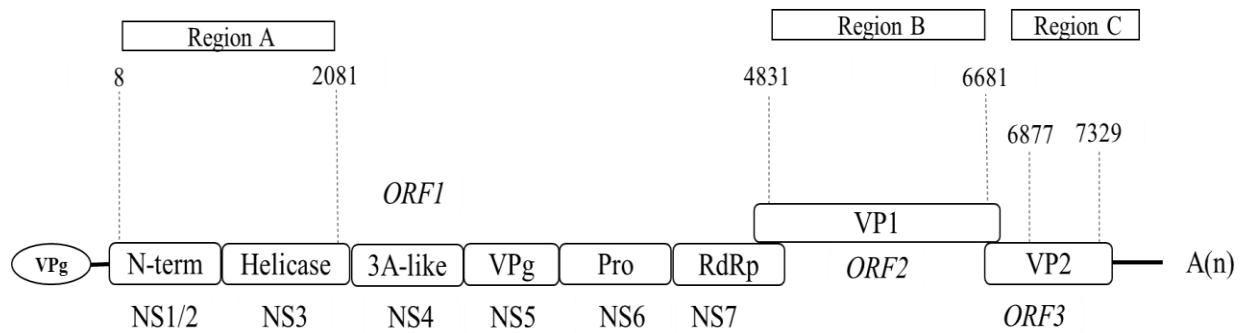 Region A
Region B
Region C
8
2081
4831
6681
6877
7329
ORF1
VP1
VPg
N-term
Helicase
3A-like
VPg
Pro
RdRp
ORF2
VP2
A(n)
NS1/2
NS3
NS4
NS5
NS6
NS7
ORF3